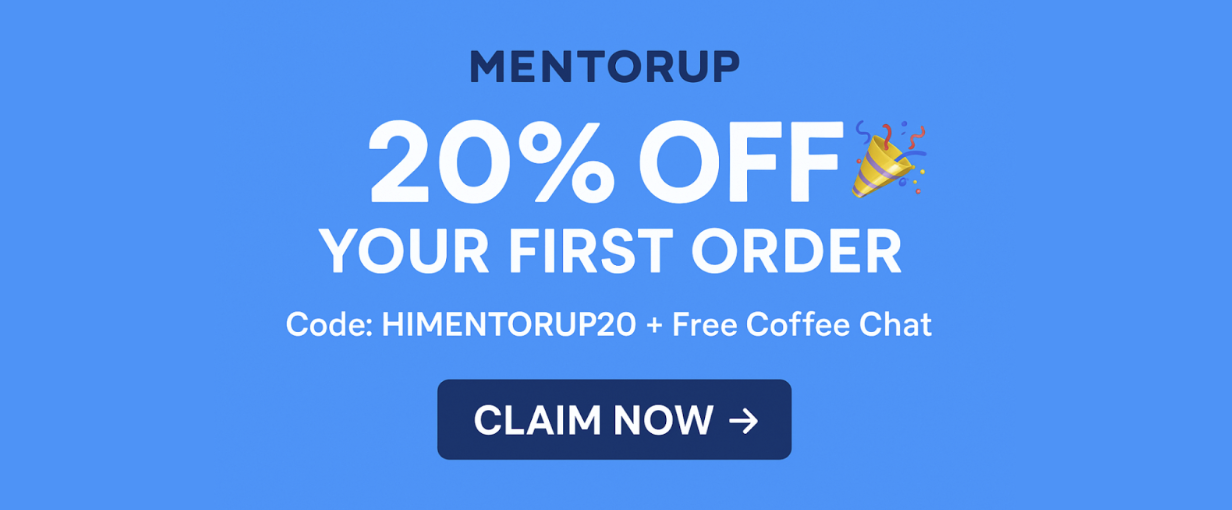 MENTORUP
20% OFF🎉
YOUR FIRST ORDER
Code: HIMENTORUP20 + Free Coffee Chat
CLAIM NOW →